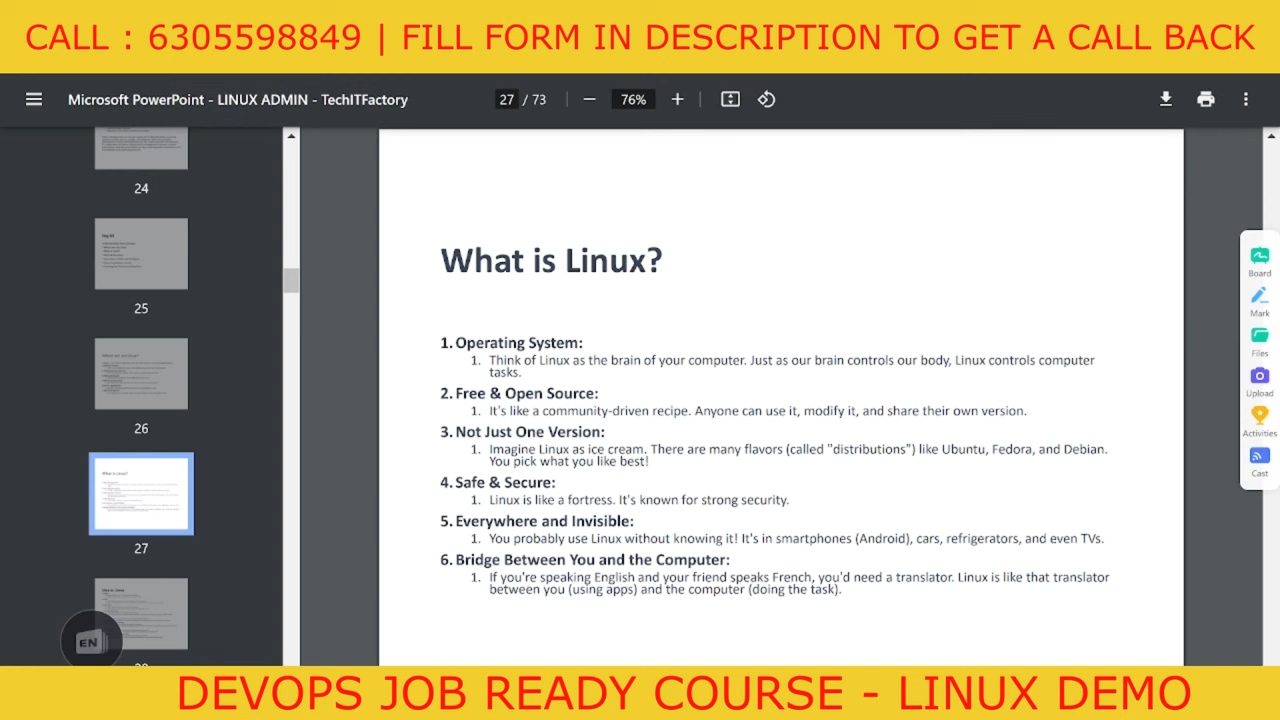 CALL : 6305598849 | FILL FORM IN DESCRIPTION TO GET A CALL BACK
Microsoft PowerPoint - LINUX ADMIN - TechITFactory
27 / 73
76%
24
25
26
27
What is Linux?
1. Operating System:
1. Think of Linux as the brain of your computer. Just as our brain controls our body, Linux controls computer
tasks.
2. Free & Open Source:
1. It's like a community-driven recipe. Anyone can use it, modify it, and share their own version.
3. Not Just One Version:
1. Imagine Linux as ice cream. There are many flavors (called "distributions") like Ubuntu, Fedora, and Debian.
You pick what you like best!
4. Safe & Secure:
1. Linux is like a fortress. It's known for strong security.
5. Everywhere and Invisible:
1. You probably use Linux without knowing it! It's in smartphones (Android), cars, refrigerators, and even TVs.
6. Bridge Between You and the Computer:
1. If you're speaking English and your friend speaks French, you'd need a translator. Linux is like that translator
between you (using apps) and the computer (doing the task).
Board
Mark
Files
Upload
Activities
Cast
EN
DEVOPS JOB READY COURSE - LINUX DEMO